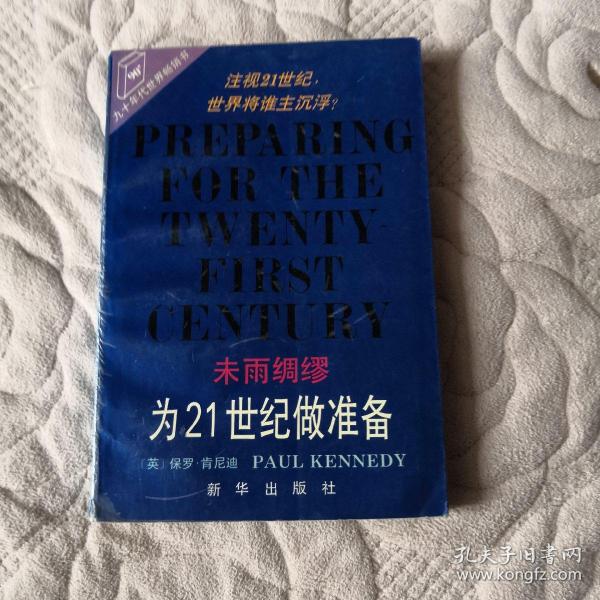 90'
九十年代世界畅销书
注视21世纪,
世界将谁主沉浮?
PREPARING
FOR THE
TWENTY-
FIRST
CENTURY
未雨绸缪
为21世纪做准备
〔英〕保罗·肯尼迪 PAUL KENNEDY
新华出版社
孔夫子旧书网
www.kongfz.com